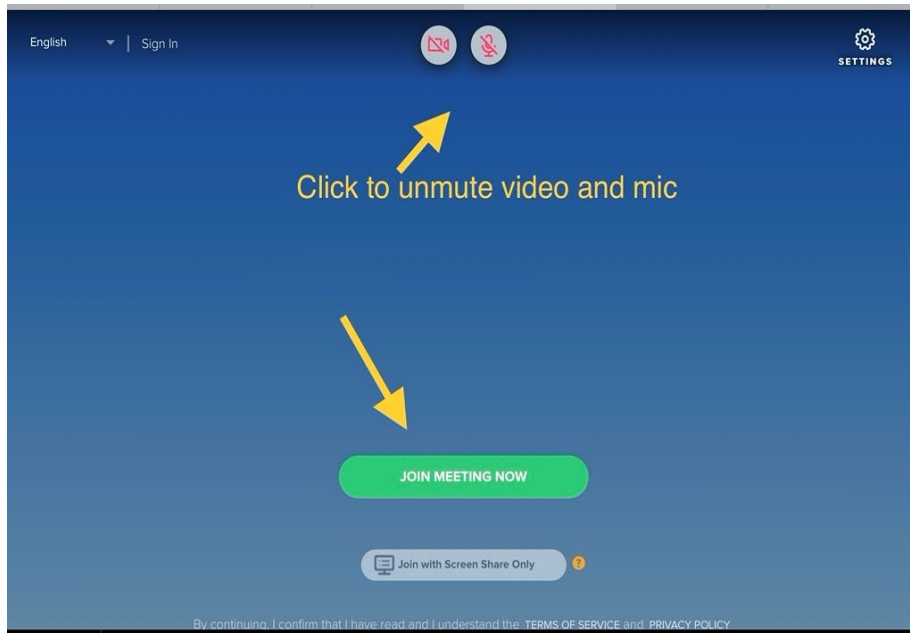 English | Sign In
SETTINGS
Click to unmute video and mic
JOIN MEETING NOW
Join with Screen Share Only ?
By continuing, I confirm that I have read and I understand the TERMS OF SERVICE and PRIVACY POLICY